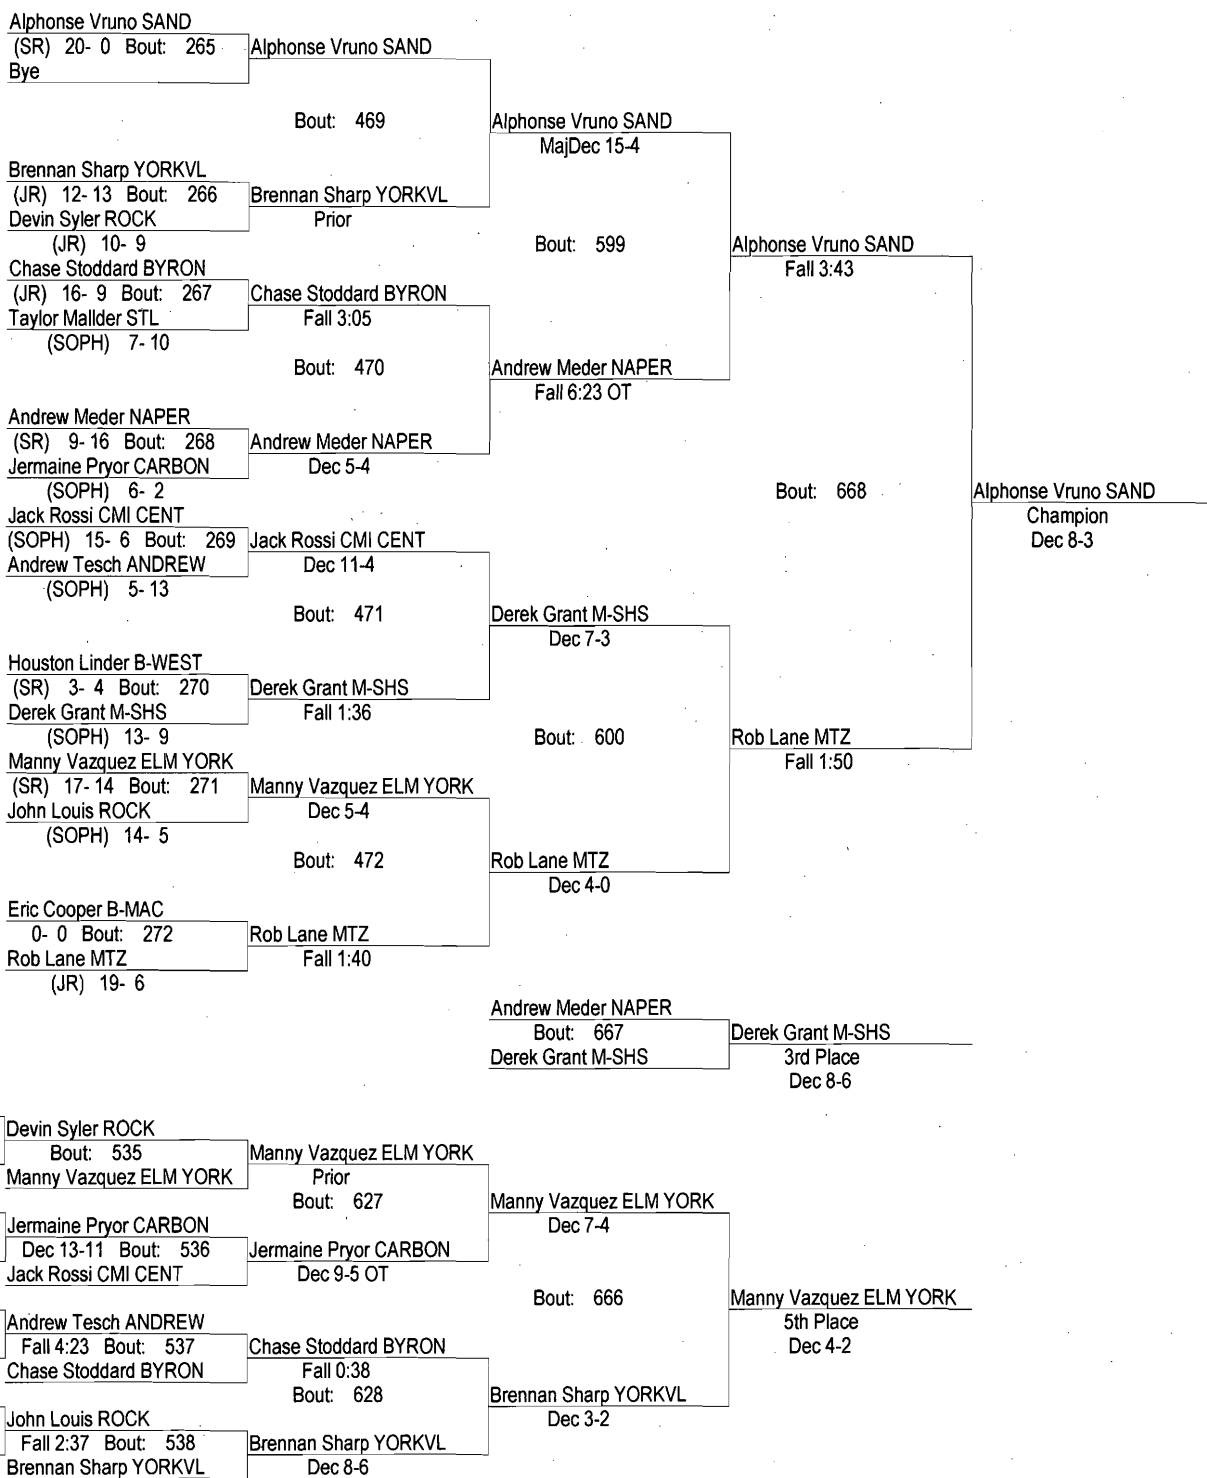 Alphonse Vruno SAND
(SR) 20- 0 Bout: 265
Bye
Alphonse Vruno SAND
Bout: 469
Brennan Sharp YORKVL
(JR) 12- 13 Bout: 266
Devin Syler ROCK
(JR) 10- 9
Brennan Sharp YORKVL
Prior
Alphonse Vruno SAND
MajDec 15-4
Bout: 599
Chase Stoddard BYRON
(JR) 16- 9 Bout: 267
Taylor Mallder STL
(SOPH) 7- 10
Chase Stoddard BYRON
Fall 3:05
Bout: 470
Andrew Meder NAPER
(SR) 9- 16 Bout: 268
Jermaine Pryor CARBON
(SOPH) 6- 2
Andrew Meder NAPER
Dec 5-4
Andrew Meder NAPER
Fall 6:23 OT
Alphonse Vruno SAND
Fall 3:43
Bout: 668
Alphonse Vruno SAND
Champion
Dec 8-3
Jack Rossi CMI CENT
(SOPH) 15- 6 Bout: 269
Andrew Tesch ANDREW
(SOPH) 5- 13
Jack Rossi CMI CENT
Dec 11-4
Bout: 471
Houston Linder B-WEST
(SR) 3- 4 Bout: 270
Derek Grant M-SHS
(SOPH) 13- 9
Derek Grant M-SHS
Fall 1:36
Derek Grant M-SHS
Dec 7-3
Bout: 600
Manny Vazquez ELM YORK
(SR) 17- 14 Bout: 271
John Louis ROCK
(SOPH) 14- 5
Manny Vazquez ELM YORK
Dec 5-4
Bout: 472
Eric Cooper B-MAC
0- 0 Bout: 272
Rob Lane MTZ
(JR) 19- 6
Rob Lane MTZ
Fall 1:40
Rob Lane MTZ
Dec 4-0
Rob Lane MTZ
Fall 1:50
Andrew Meder NAPER
Bout: 667
Derek Grant M-SHS
Derek Grant M-SHS
3rd Place
Dec 8-6
Devin Syler ROCK
Bout: 535
Manny Vazquez ELM YORK
Manny Vazquez ELM YORK
Prior
Bout: 627
Jermaine Pryor CARBON
Dec 13-11 Bout: 536
Jack Rossi CMI CENT
Jermaine Pryor CARBON
Dec 9-5 OT
Manny Vazquez ELM YORK
Dec 7-4
Bout: 666
Andrew Tesch ANDREW
Fall 4:23 Bout: 537
Chase Stoddard BYRON
Chase Stoddard BYRON
Fall 0:38
Bout: 628
John Louis ROCK
Fall 2:37 Bout: 538
Brennan Sharp YORKVL
Brennan Sharp YORKVL
Dec 8-6
Brennan Sharp YORKVL
Dec 3-2
Manny Vazquez ELM YORK
5th Place
Dec 4-2